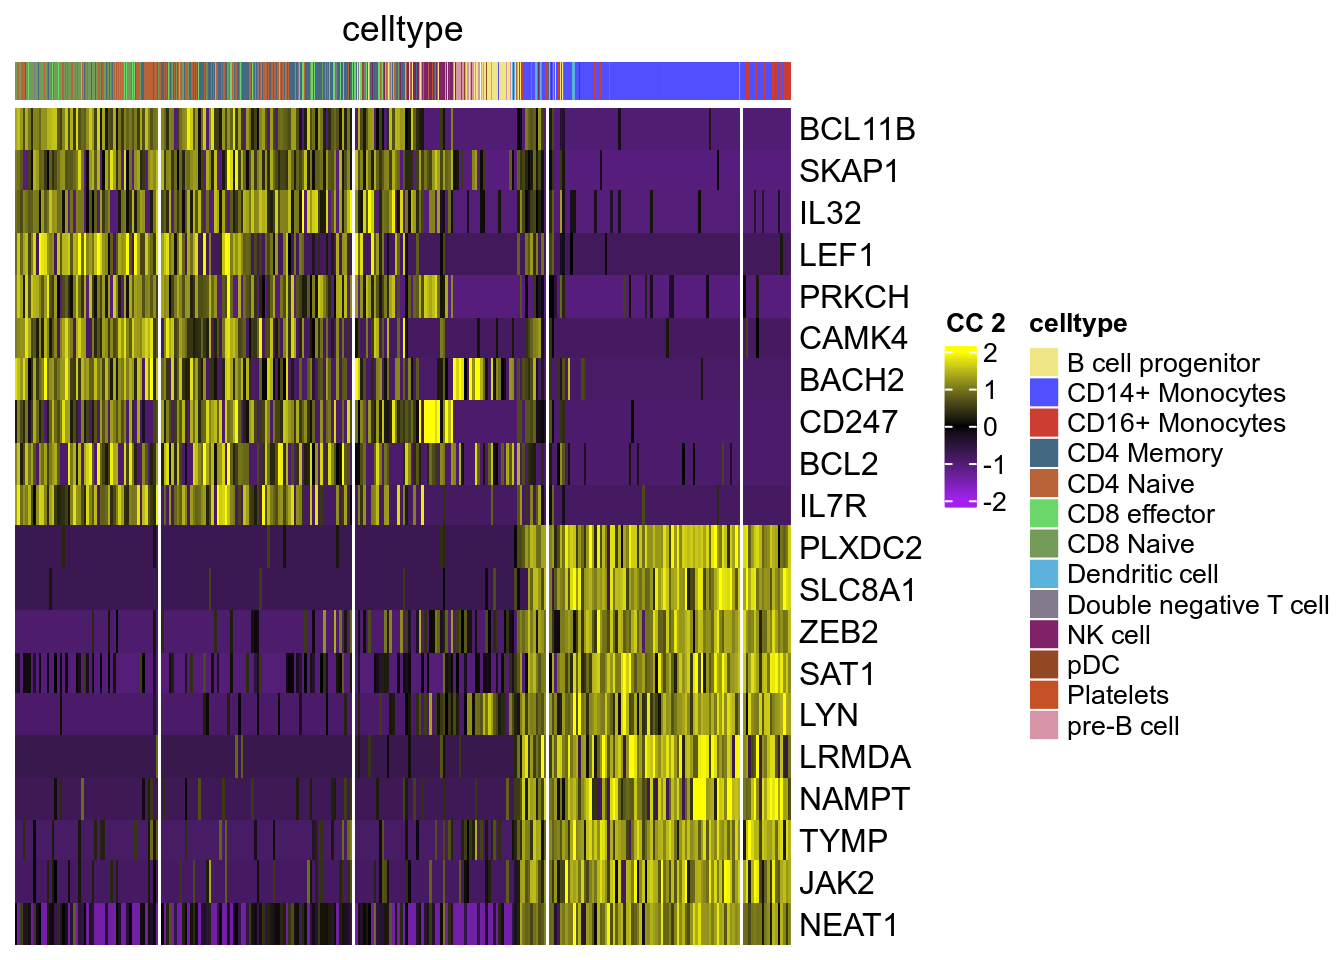 celltype
BCL11B
SKAP1
IL32
LEF1
PRKCH
CAMK4
BACH2
CD247
BCL2
IL7R
PLXDC2
SLC8A1
ZEB2
SAT1
LYN
LRMDA
NAMPT
TYMP
JAK2
NEAT1
CC 2
2
1
0
-1
-2
celltype
B cell progenitor
CD14+ Monocytes
CD16+ Monocytes
CD4 Memory
CD4 Naive
CD8 effector
CD8 Naive
Dendritic cell
Double negative T cell
NK cell
pDC
Platelets
pre-B cell